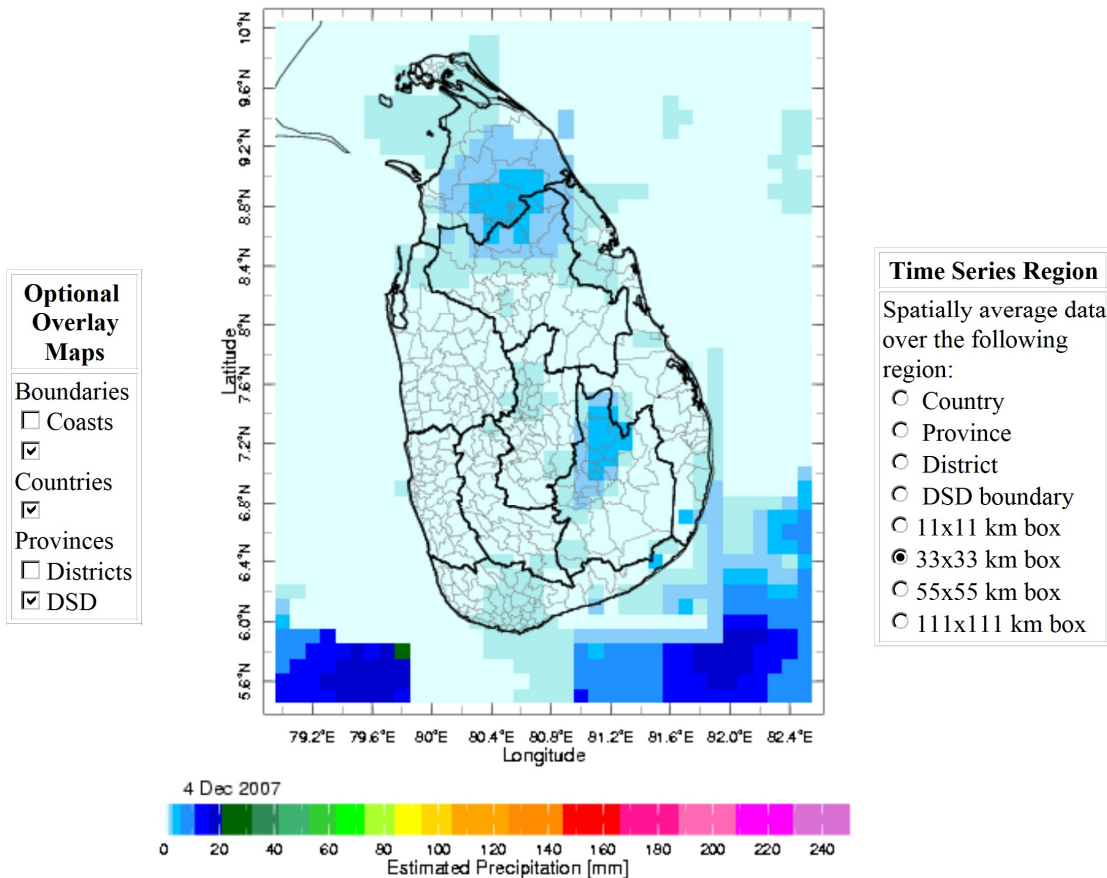 Optional
Overlay
Maps
Boundaries
Coasts
Countries
Provinces
Districts
DSD
10°N
9.6°N
9.2°N
8.8°N
8.4°N
8°N
7.6°N
7.2°N
6.8°N
6.4°N
6.0°N
5.6°N
Latitude
79.2°E 79.6°E 80°E 80.4°E 80.8°E 81.2°E 81.6°E 82.0°E 82.4°E
Longitude
4 Dec 2007
0 20 40 60 80 100 120 140 160 180 200 220 240
Estimated Precipitation [mm]
Time Series Region
Spatially average data
over the following
region:
Country
Province
District
DSD boundary
11x11 km box
33x33 km box
55x55 km box
111x111 km box